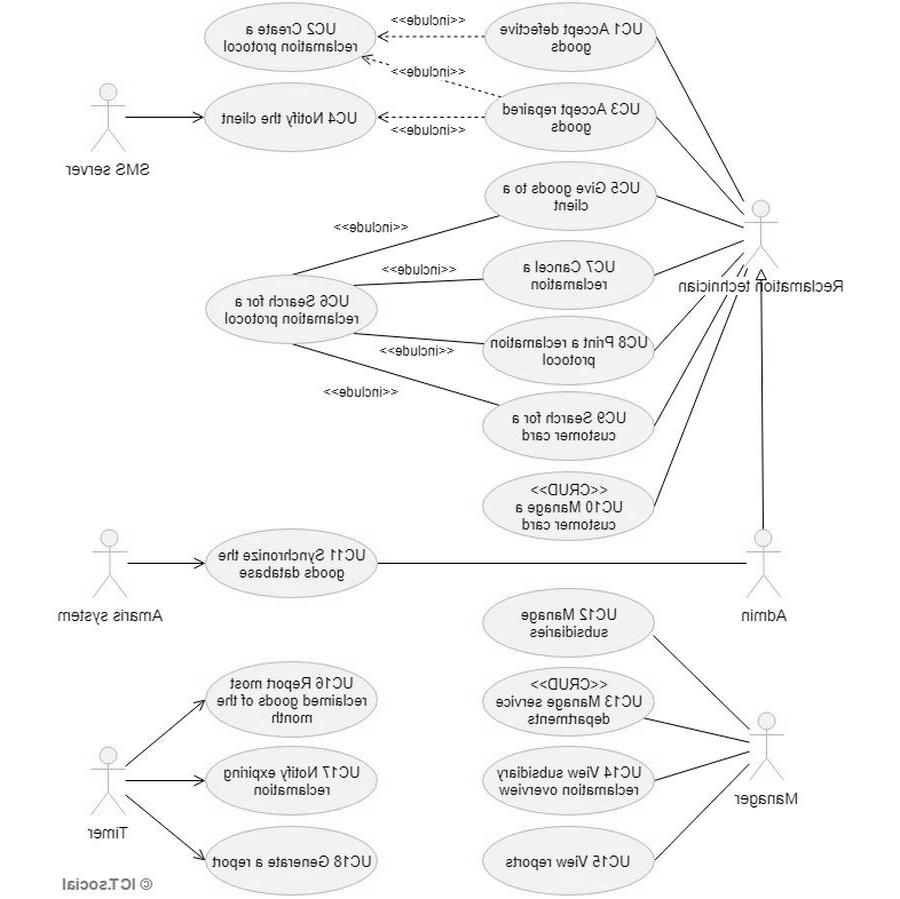 UC1 Accept defective
goods
<<include>>
UC2 Create a
reclamation protocol
<<include>>
UC3 Accept repaired
goods
<<include>>
UC4 Notify the client
SMS server
UC5 Give goods to a
client
<<include>>
Reclamation technician
UC7 Cancel a
reclamation
<<include>>
UC6 Search for a
reclamation protocol
UC8 Print a reclamation
protocol
<<include>>
UC9 Search for a
customer card
<<include>>
<<CRUD>>
UC10 Manage a
customer card
Admin
UC11 Synchronize the
goods database
Amaris system
UC12 Manage
subsidiaries
<<CRUD>>
UC13 Manage service
departments
Manager
UC14 View subsidiary
reclamation overview
UC15 View reports
UC16 Report most
reclaimed goods of the
month
UC17 Notify expiring
reclamation
Timer
UC18 Generate a report
© ICT.social